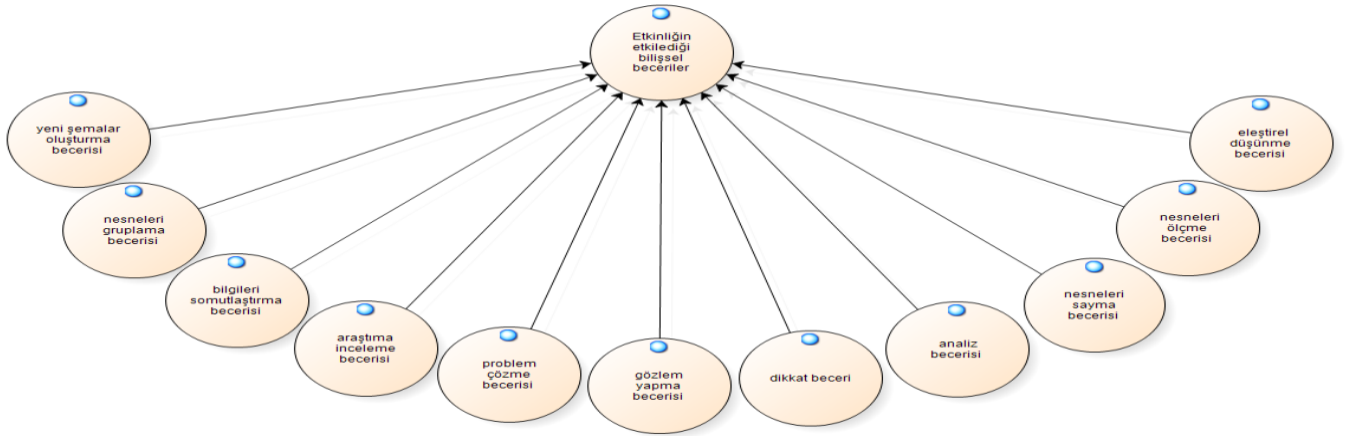 Etkinliğin
etkilediği
bilişsel
beceriler
yeni şemalar
oluşturma
becerisi
nesneleri
gruplama
becerisi
bilgileri
somutlaştırma
becerisi
araştıma
inceleme
becerisi
problem
çözme
becerisi
gözlem
yapma
becerisi
dikkat beceri
analiz
becerisi
nesneleri
sayma
becerisi
nesneleri
ölçme
becerisi
eleştirel
düşünme
becerisi